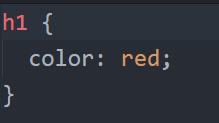 h1 {
  color: red;
}